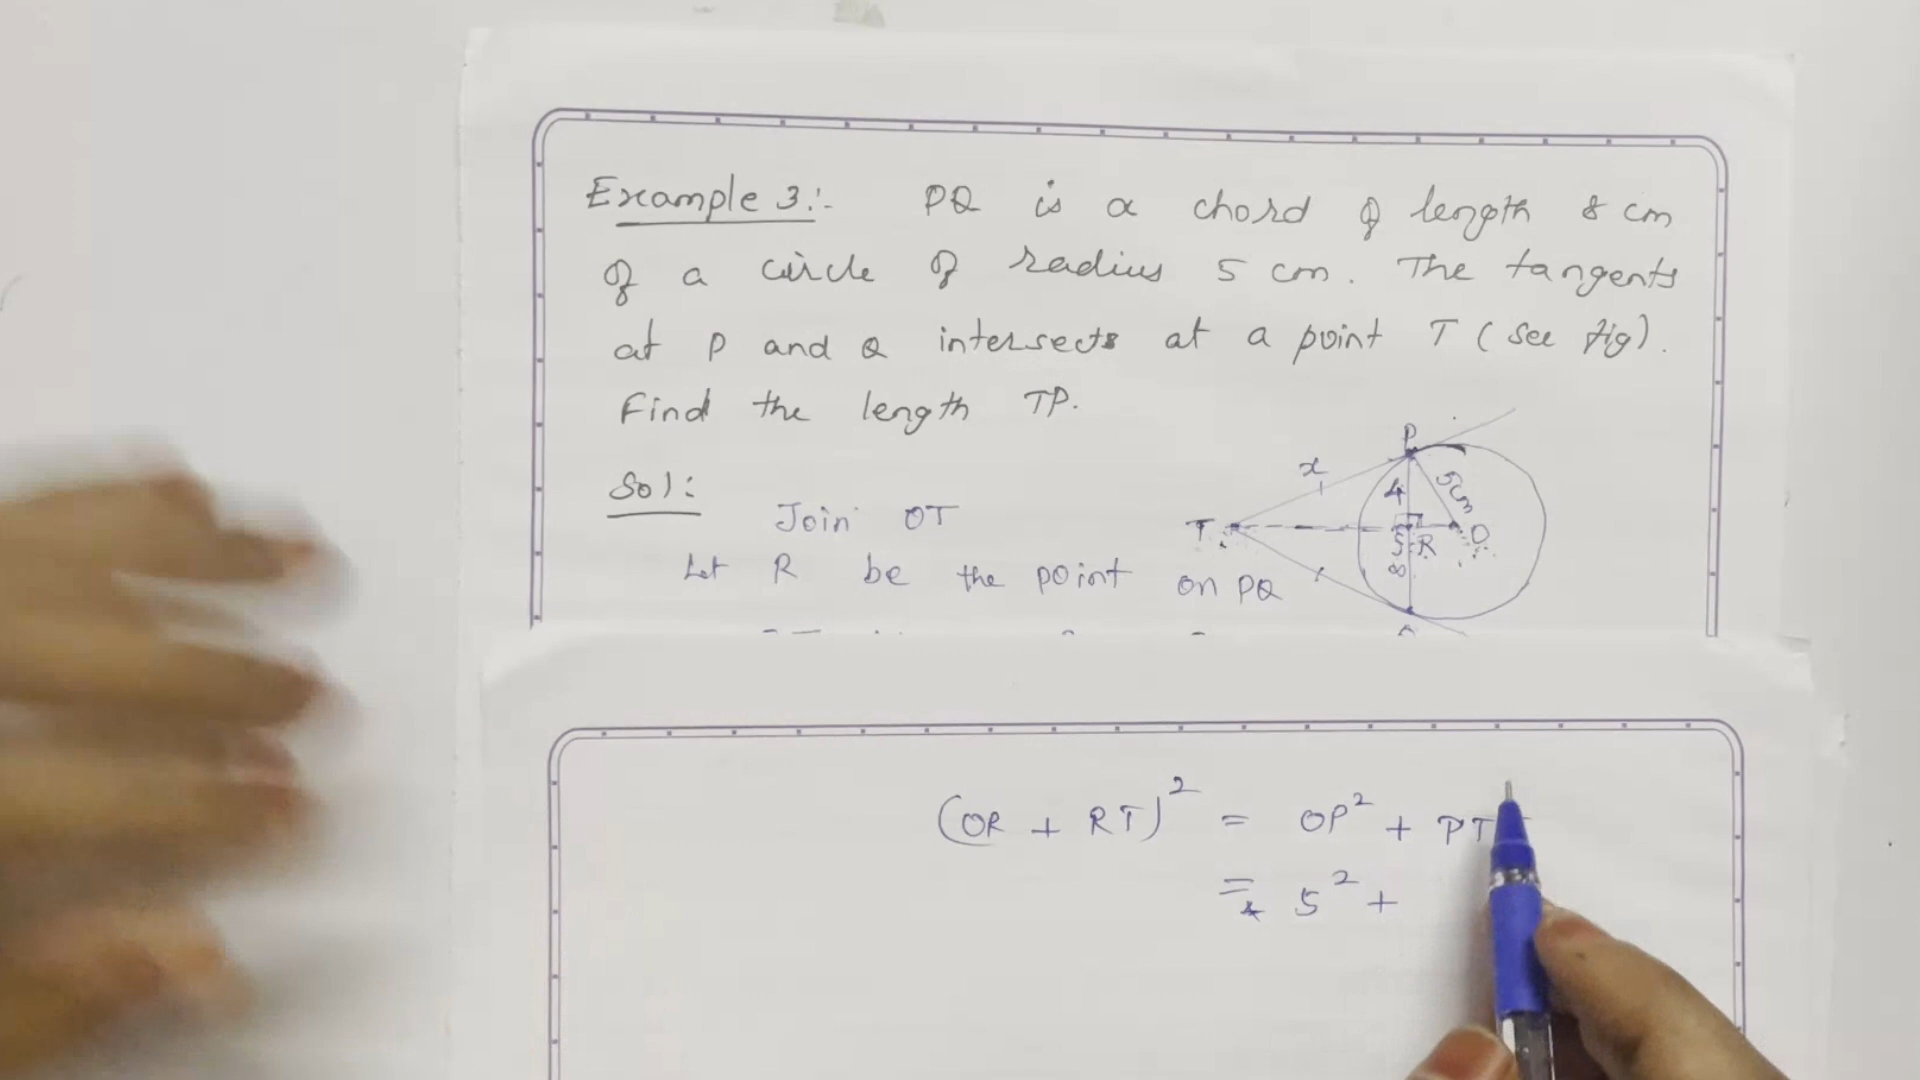 Example 3:- PQ is a chord of length 8 cm
of a circle of radius 5 cm. The tangents
at P and Q intersects at a point T (see fig).
Find the length TP.
Sol:
Join OT
Let R be the point on PQ
P
x
4
5cm
T
R
O
8
(OR + RT)² = OP² + PT
= 5² +